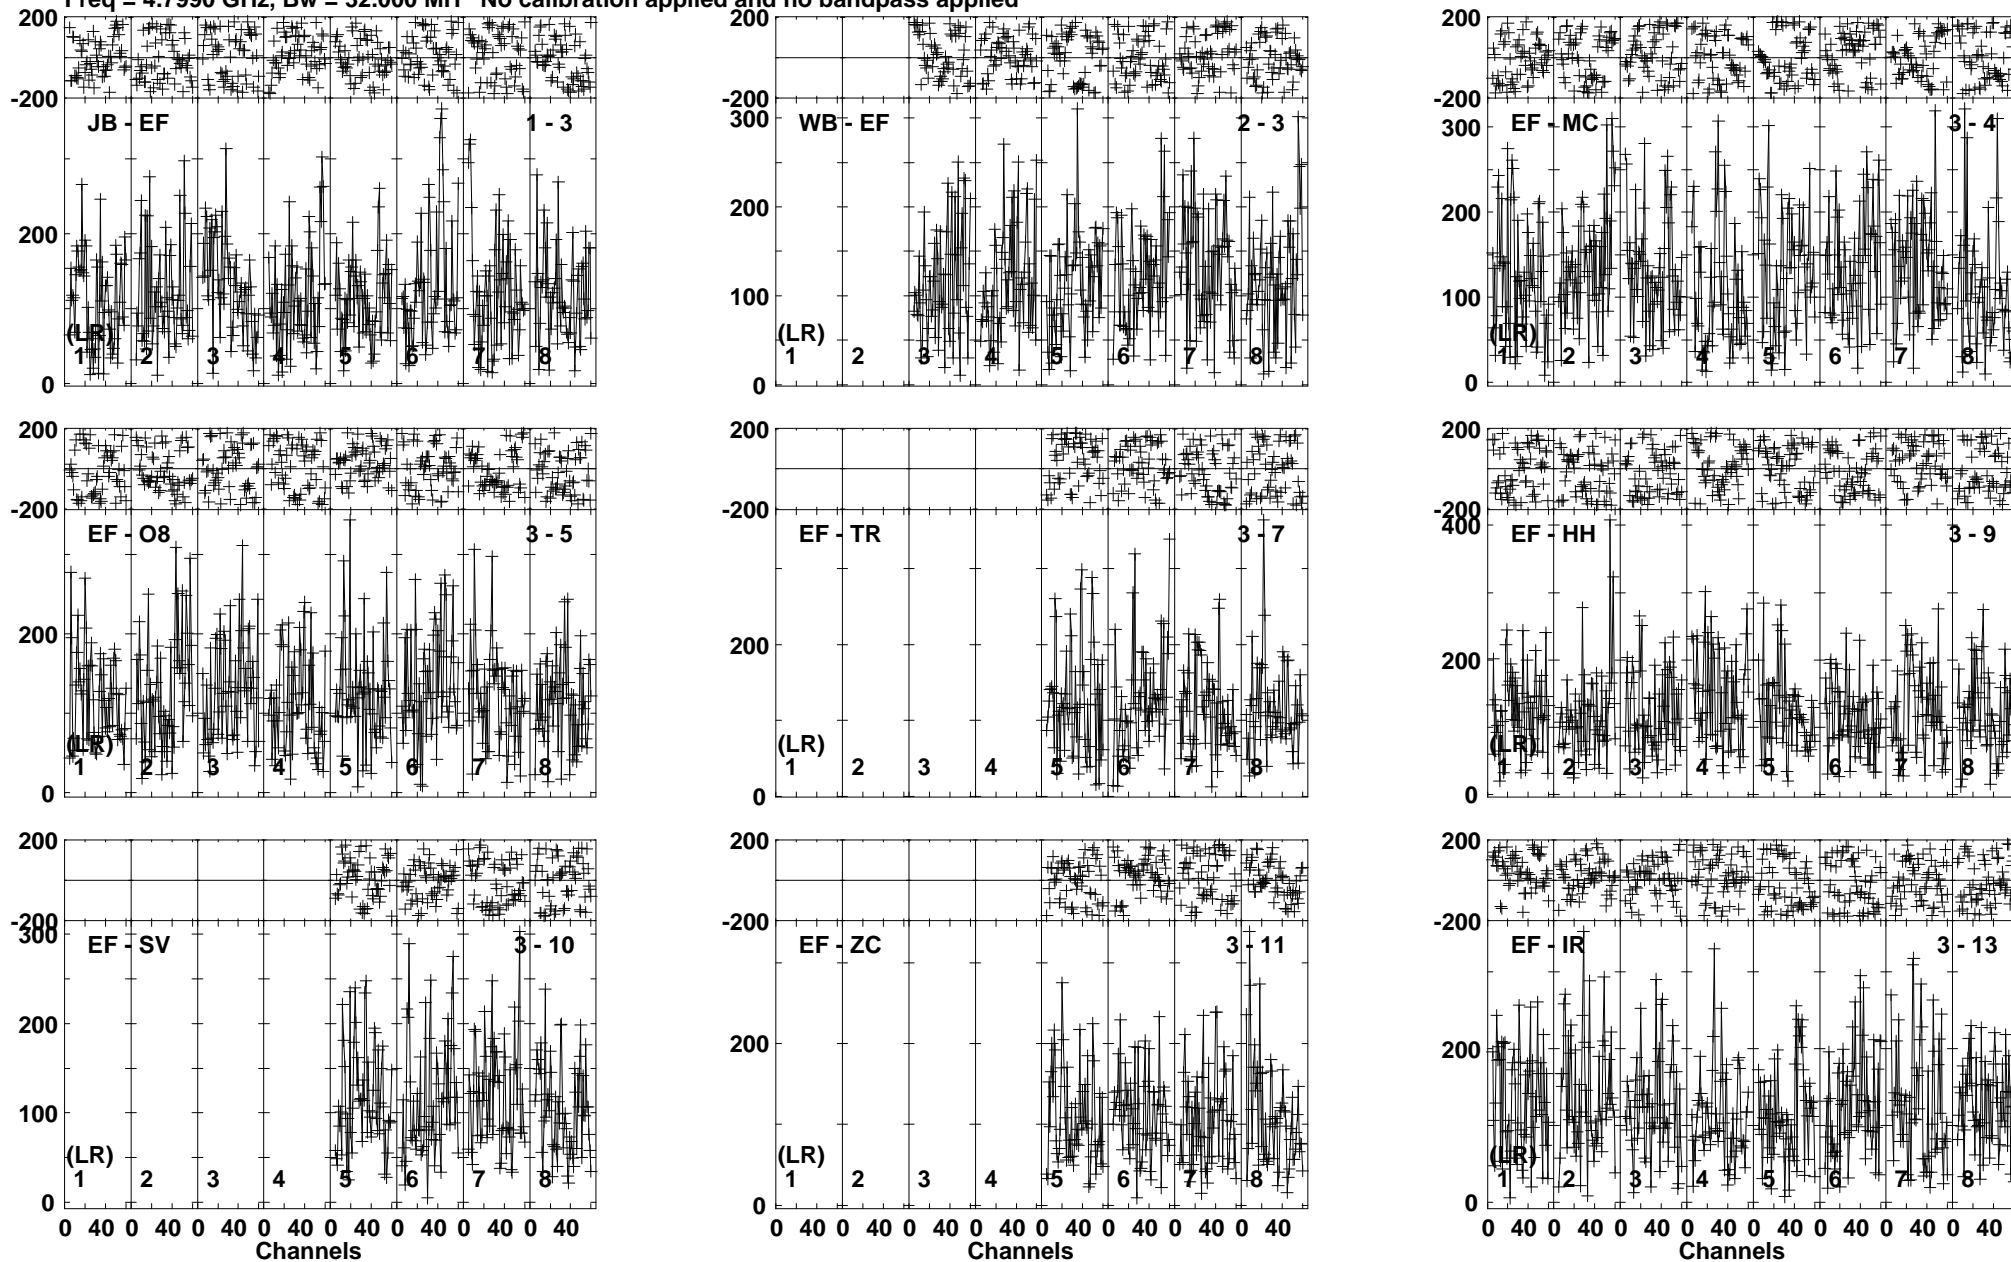 Freq = 4.7990 GHz, Bw = 32.000 MH No calibration applied and no bandpass applied
200 200 200
-200 -200 -200
JB - EF 1 - 3 WB - EF 2 - 3 EF - MC 3 - 4
300 300
200 200 200
100 100
(LR) (LR) (LR)
1 2 3 4 5 6 7 8 1 2 3 4 5 6 7 8 1 2 3 4 5 6 7 8
0 0 0
200 200 200
-200 -200 -200
EF - O8 3 - 5 EF - TR 3 - 7 400 EF - HH 3 - 9
200 200 200
(LR) (LR) (LR)
1 2 3 4 5 6 7 8 1 2 3 4 5 6 7 8 1 2 3 4 5 6 7 8
0 0 0
200 200 200
-200 -200 -200
300 EF - SV 3 - 10 EF - ZC 3 - 11 EF - IR 3 - 13
200 200 200
100
(LR) (LR) (LR)
1 2 3 4 5 6 7 8 1 2 3 4 5 6 7 8 1 2 3 4 5 6 7 8
0 0 0
0 40 0 40 0 40 0 40 0 40 0 40 0 40 0 40 0 40 0 40 0 40 0 40 0 40 0 40 0 40 0 40 0 40 0 40 0 40 0 40 0 40 0 40 0 40 0 40
Channels Channels Channels